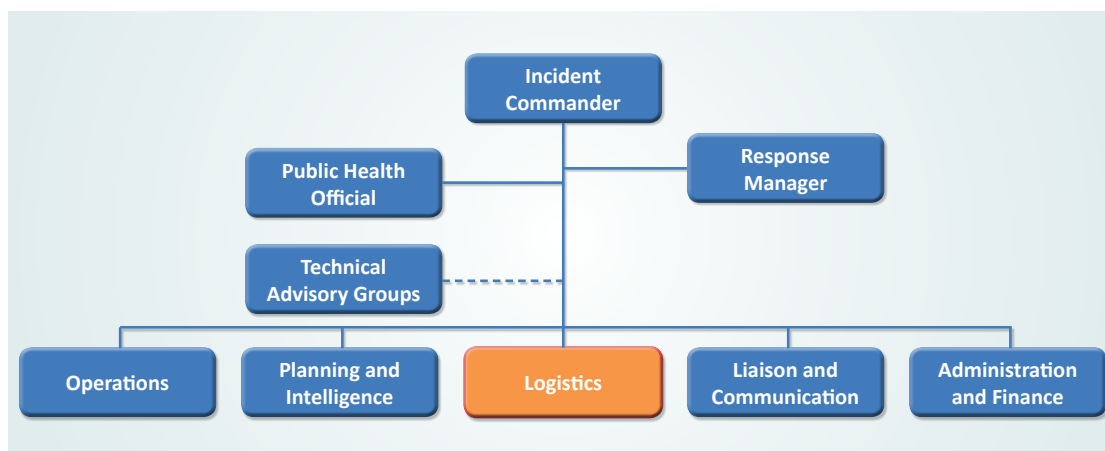 Incident
Commander
Response
Manager
Public Health
Official
Technical
Advisory Groups
Operations
Planning and
Intelligence
Logistics
Liaison and
Communication
Administration
and Finance